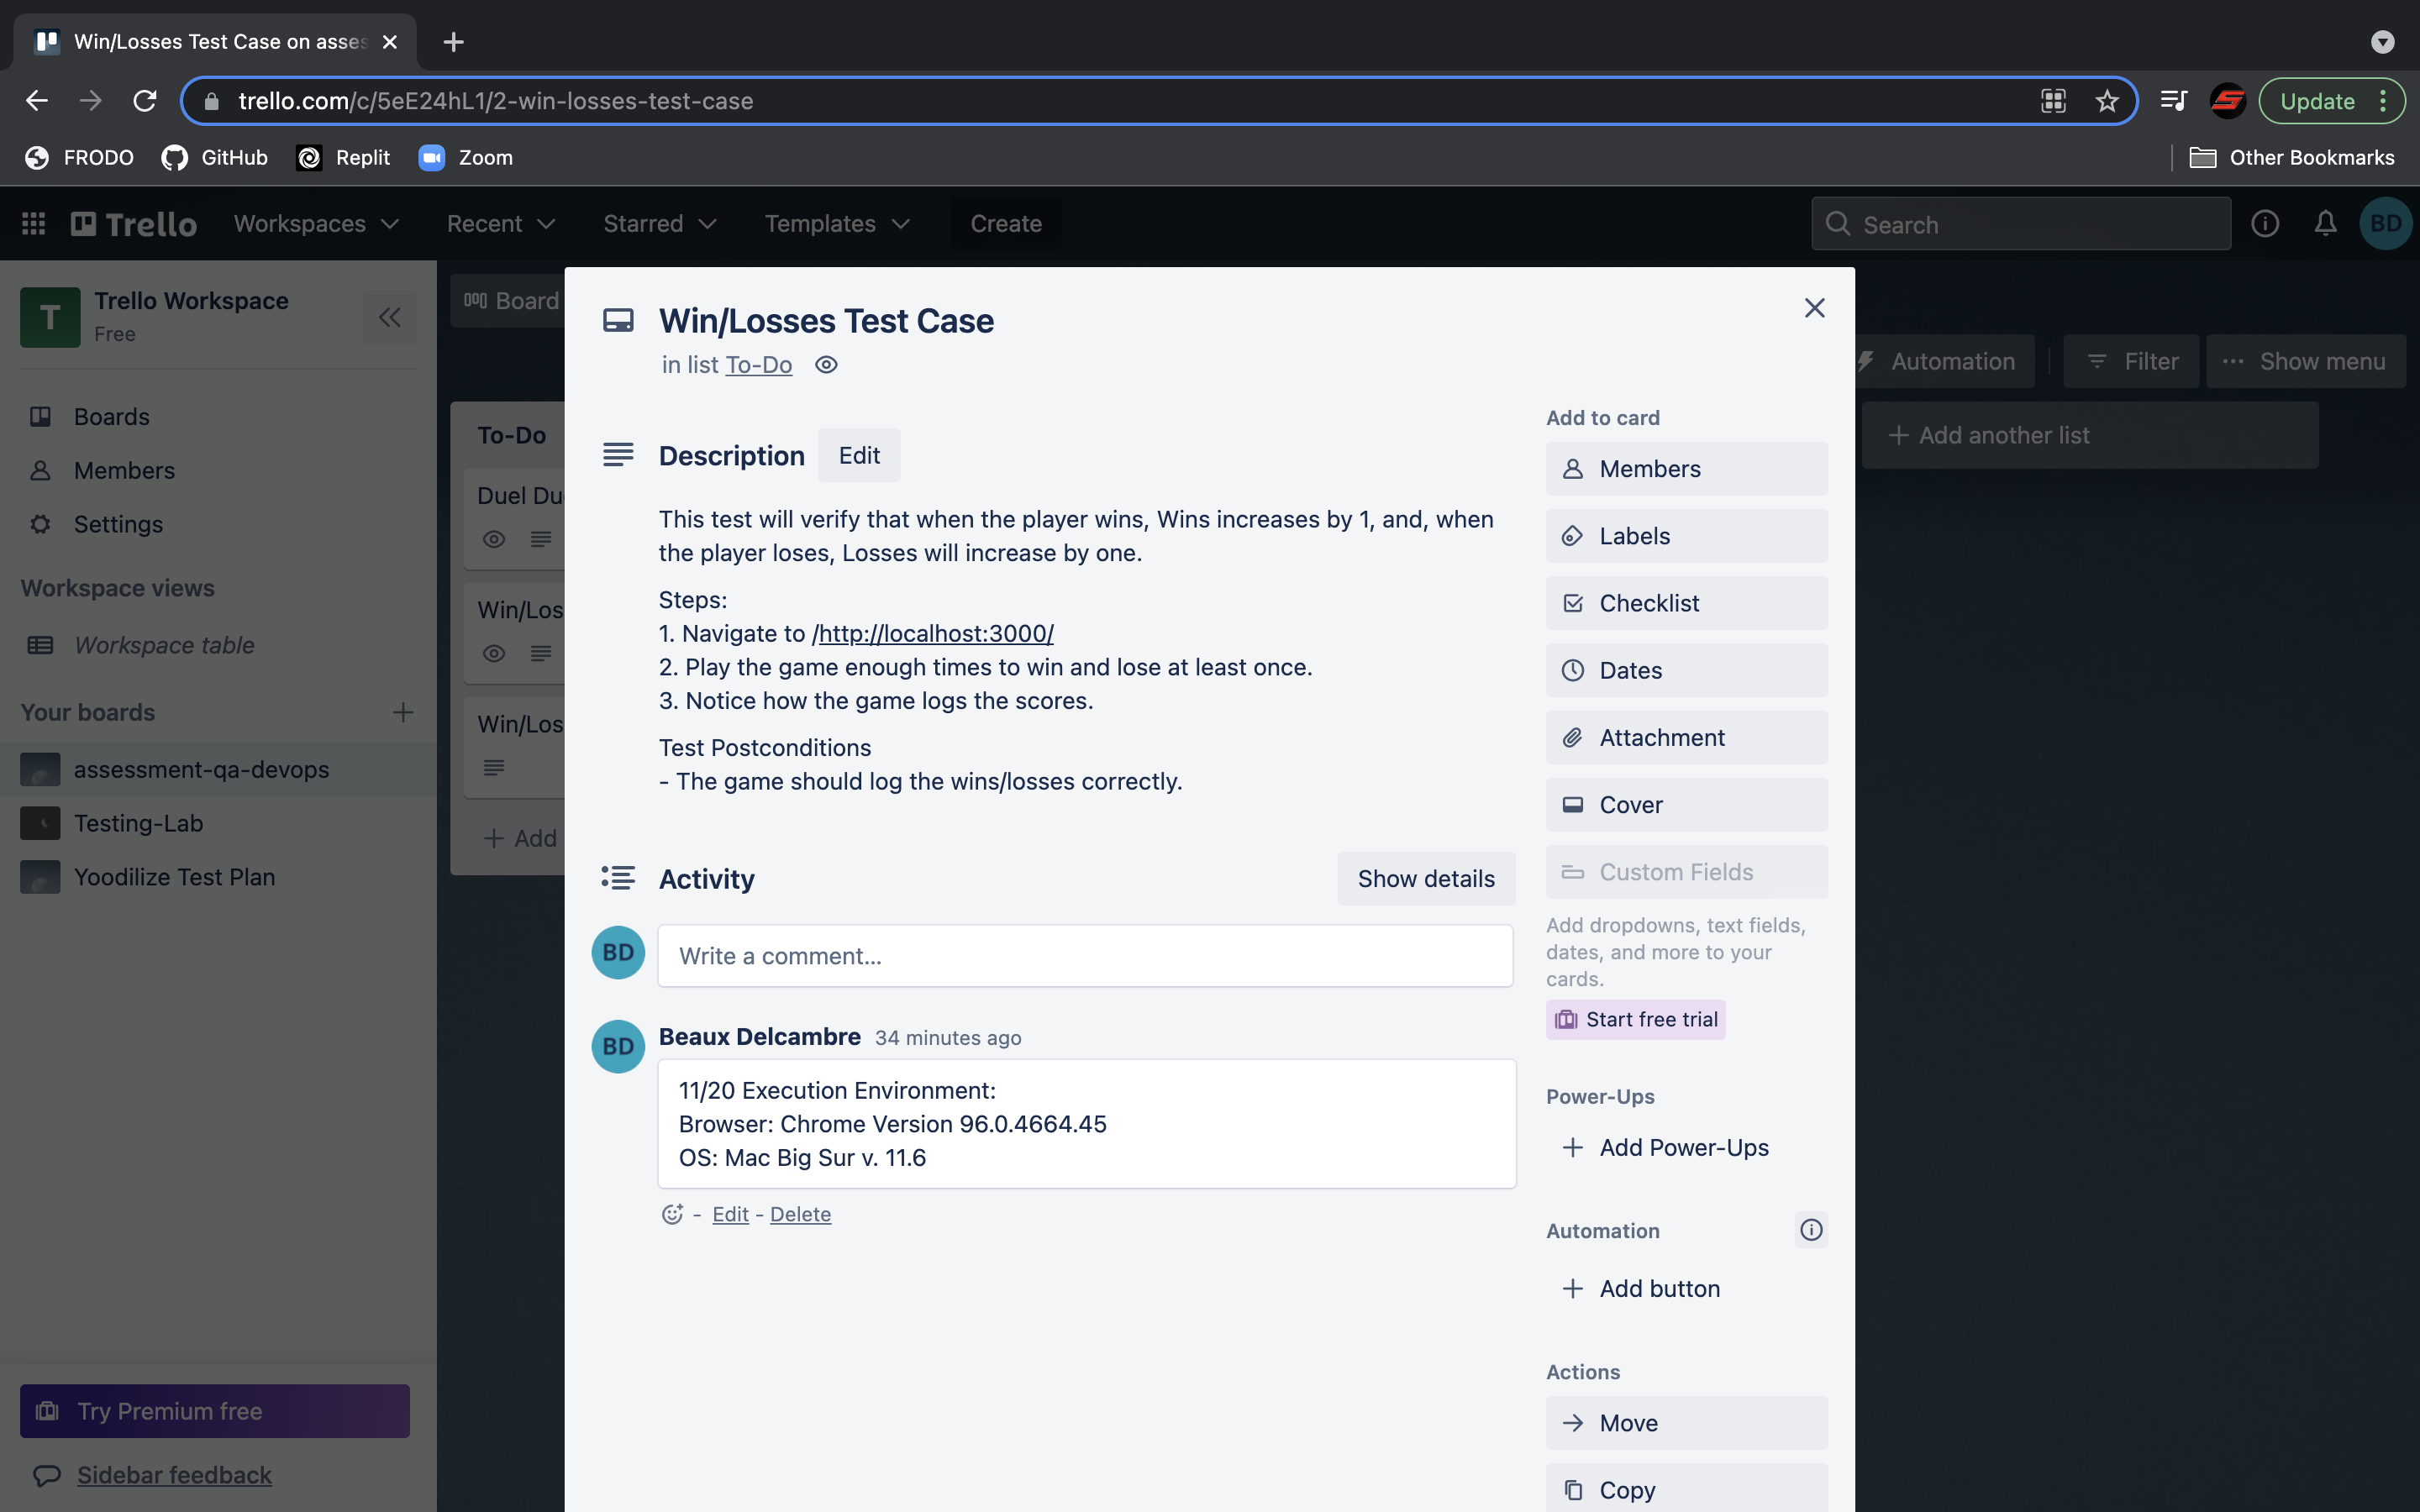 Win/Losses Test Case on asses
trello.com/c/5eE24hL1/2-win-losses-test-case
Update
FRODO
GitHub
Replit
Zoom
Other Bookmarks
Trello
Workspaces
Recent
Starred
Templates
Create
Search
BD
T
Trello Workspace
Free
Boards
Members
Settings
Workspace views
Workspace table
Your boards
assessment-qa-devops
Testing-Lab
Yoodilize Test Plan
Try Premium free
Sidebar feedback
Board
Automation
Filter
Show menu
To-Do
Duel Du
Win/Los
Win/Los
Add
Add another list
Win/Losses Test Case
in list To-Do
Description
Edit
This test will verify that when the player wins, Wins increases by 1, and, when
the player loses, Losses will increase by one.
Steps:
1. Navigate to /http://localhost:3000/
2. Play the game enough times to win and lose at least once.
3. Notice how the game logs the scores.
Test Postconditions
- The game should log the wins/losses correctly.
Activity
Show details
BD
Write a comment...
BD
Beaux Delcambre 34 minutes ago
11/20 Execution Environment:
Browser: Chrome Version 96.0.4664.45
OS: Mac Big Sur v. 11.6
- Edit - Delete
Add to card
Members
Labels
Checklist
Dates
Attachment
Cover
Custom Fields
Add dropdowns, text fields,
dates, and more to your
cards.
Start free trial
Power-Ups
Add Power-Ups
Automation
Add button
Actions
Move
Copy